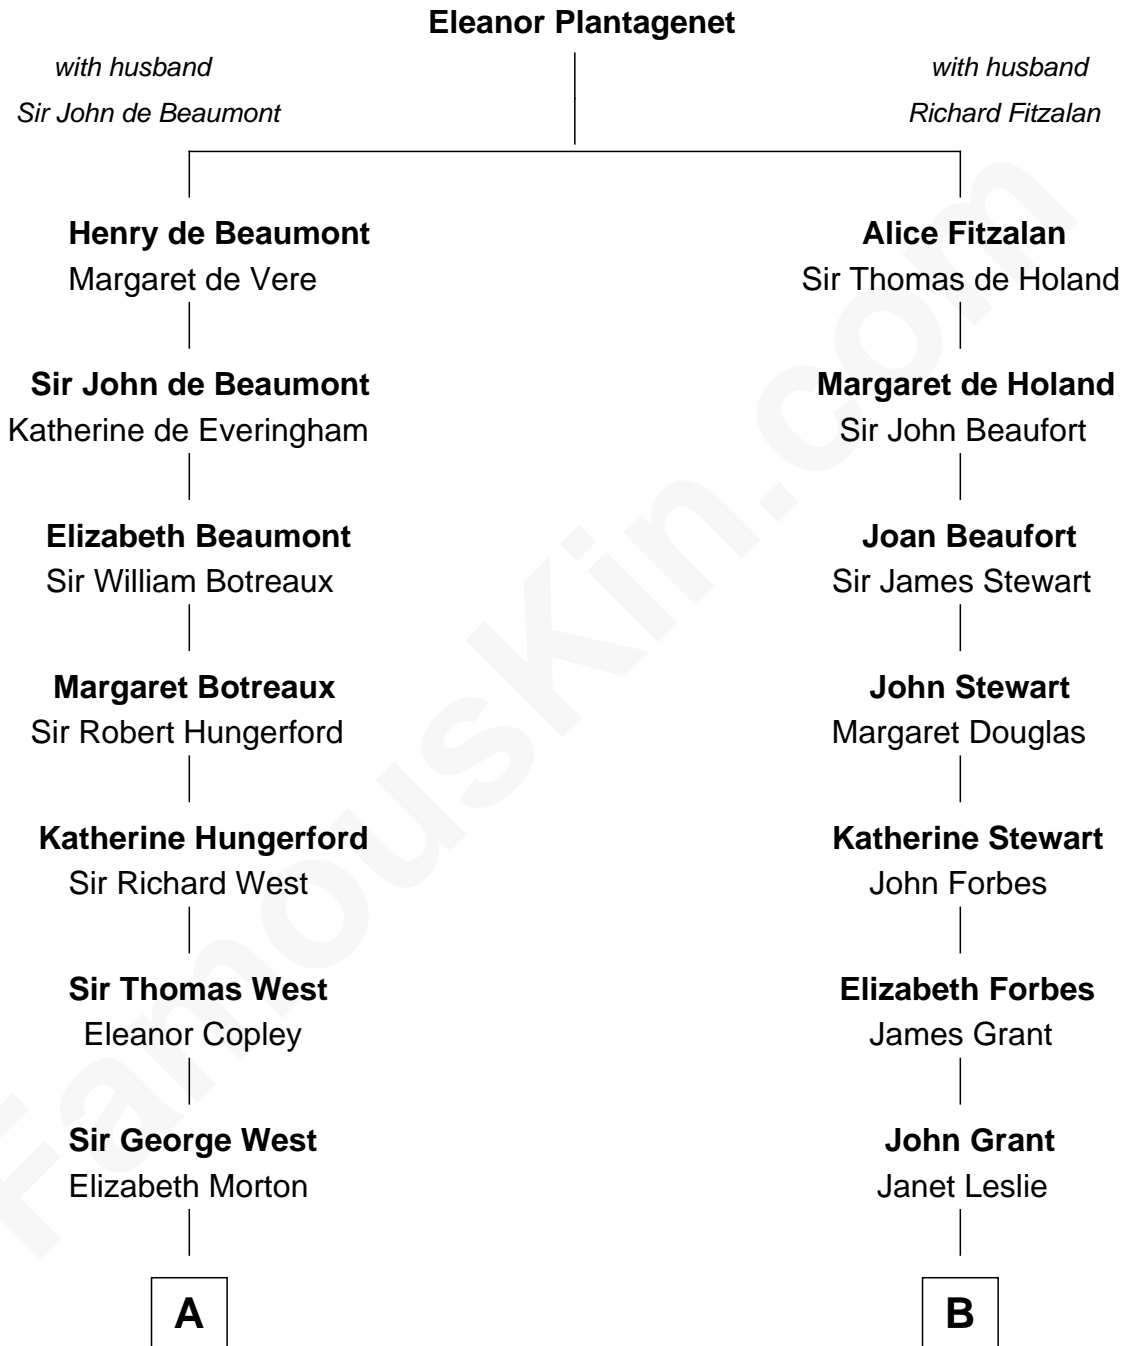 Eleanor Plantagenet
with husband
Sir John de Beaumont
with husband
Richard Fitzalan
Henry de Beaumont
Margaret de Vere
Alice Fitzalan
Sir Thomas de Holand
Sir John de Beaumont
Katherine de Everingham
Margaret de Holand
Sir John Beaufort
Elizabeth Beaumont
Sir William Botreaux
Joan Beaufort
Sir James Stewart
Margaret Botreaux
Sir Robert Hungerford
John Stewart
Margaret Douglas
Katherine Hungerford
Sir Richard West
Katherine Stewart
John Forbes
Sir Thomas West
Eleanor Copley
Elizabeth Forbes
James Grant
Sir George West
Elizabeth Morton
John Grant
Janet Leslie
A
B
FamousKin.com